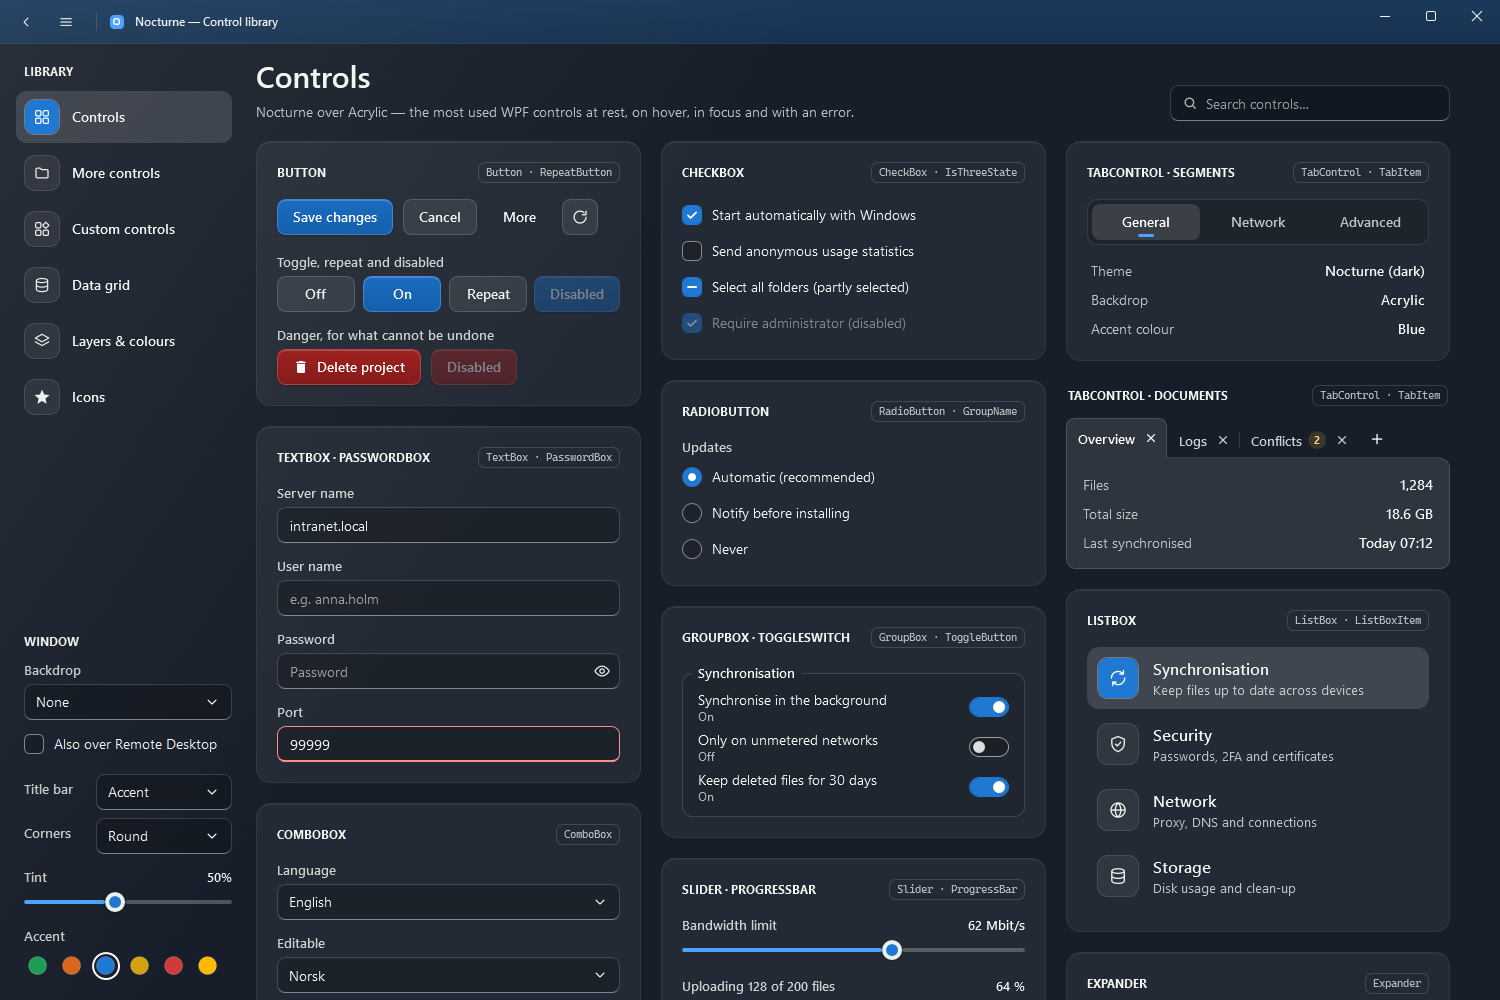 Nocturne — Control library
LIBRARY
Controls
More controls
Custom controls
Data grid
Layers & colours
Icons
WINDOW
Backdrop
None
Also over Remote Desktop
Title bar
Accent
Corners
Round
Tint
50%
Accent
Controls
Nocturne over Acrylic — the most used WPF controls at rest, on hover, in focus and with an error.
Search controls...
BUTTON
Button · RepeatButton
Save changes
Cancel
More
Toggle, repeat and disabled
Off
On
Repeat
Disabled
Danger, for what cannot be undone
Delete project
Disabled
TEXTBOX · PASSWORDBOX
TextBox · PasswordBox
Server name
intranet.local
User name
e.g. anna.holm
Password
Password
Port
99999
COMBOBOX
ComboBox
Language
English
Editable
Norsk
CHECKBOX
CheckBox · IsThreeState
Start automatically with Windows
Send anonymous usage statistics
Select all folders (partly selected)
Require administrator (disabled)
RADIOBUTTON
RadioButton · GroupName
Updates
Automatic (recommended)
Notify before installing
Never
GROUPBOX · TOGGLESWITCH
GroupBox · ToggleButton
Synchronisation
Synchronise in the background
On
Only on unmetered networks
Off
Keep deleted files for 30 days
On
SLIDER · PROGRESSBAR
Slider · ProgressBar
Bandwidth limit
62 Mbit/s
Uploading 128 of 200 files
64 %
TABCONTROL · SEGMENTS
TabControl · TabItem
General
Network
Advanced
Theme
Nocturne (dark)
Backdrop
Acrylic
Accent colour
Blue
TABCONTROL · DOCUMENTS
TabControl · TabItem
Overview
Logs
Conflicts 2
Files
1,284
Total size
18.6 GB
Last synchronised
Today 07:12
LISTBOX
ListBox · ListBoxItem
Synchronisation
Keep files up to date across devices
Security
Passwords, 2FA and certificates
Network
Proxy, DNS and connections
Storage
Disk usage and clean-up
EXPANDER
Expander